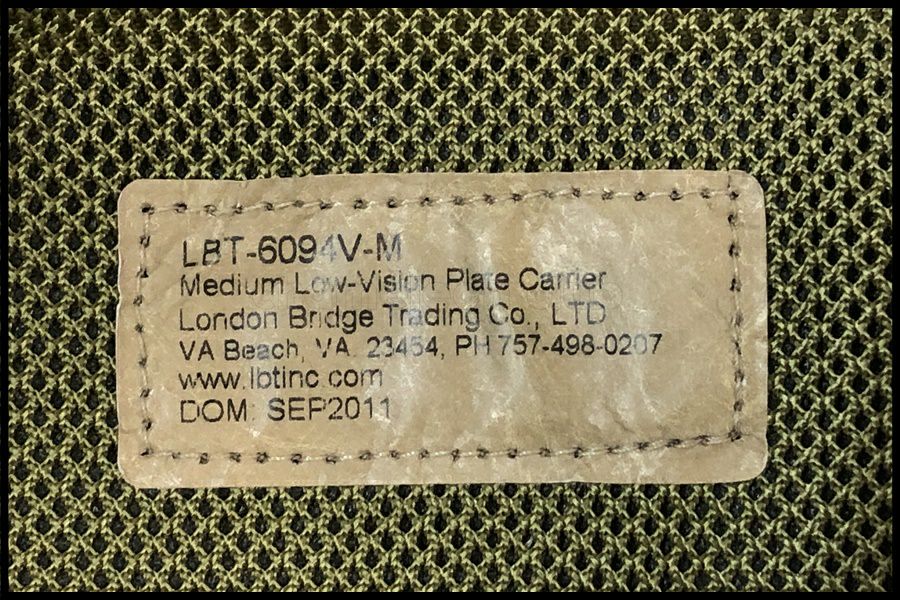 LBT-6094V-M
Medium Low-Vision Plate Carrier
London Bridge Trading Co., LTD
VA Beach, VA. 23454, PH 757-498-0207
www.lbtinc.com
DOM: SEP2011